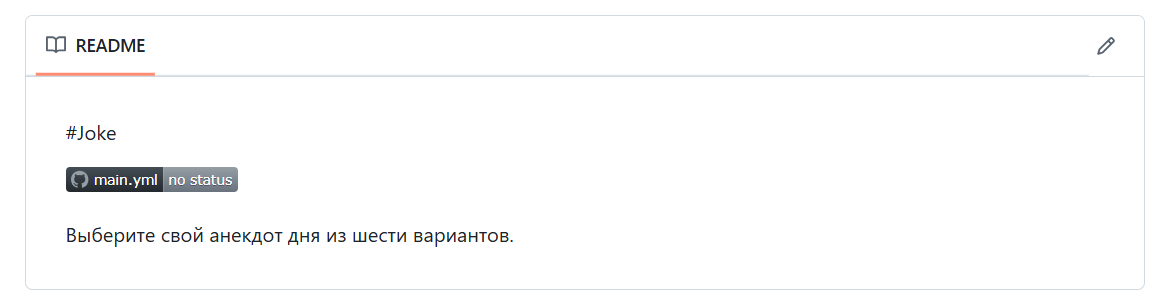 README
#Joke
main.yml no status
Выберите свой анекдот дня из шести вариантов.